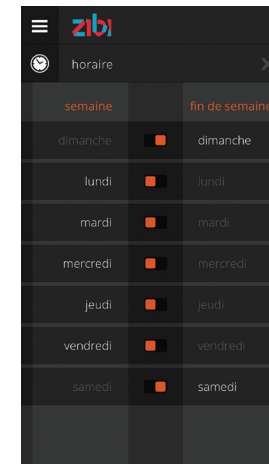 zibi
horaire
semaine fin de semaine
dimanche dimanche
lundi lundi
mardi mardi
mercredi mercredi
jeudi jeudi
vendredi vendredi
samedi samedi